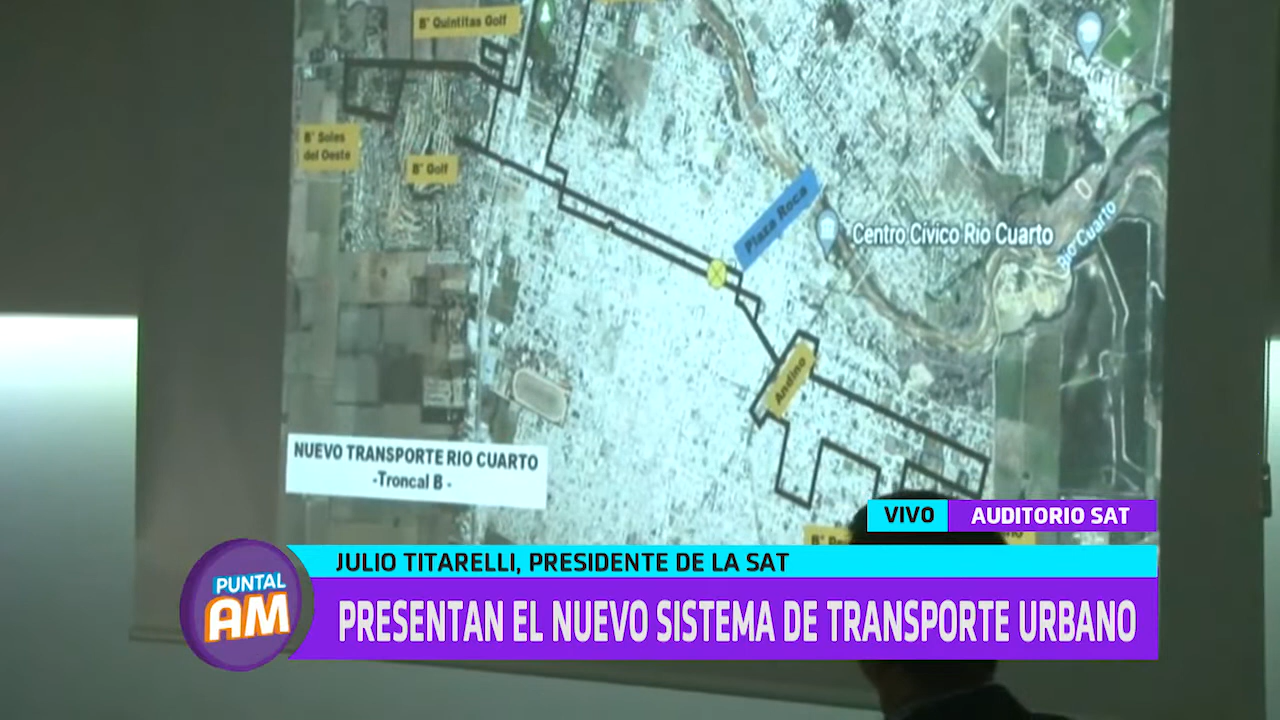 B° Quintitas Golf
B° Soles
del Oeste
B° Golf
Plaza Roca
Centro Cívico Rio Cuarto
Rio Cuarto
Andino
NUEVO TRANSPORTE RIO CUARTO
-Troncal B -
VIVO
AUDITORIO SAT
JULIO TITARELLI, PRESIDENTE DE LA SAT
PUNTAL
AM
PRESENTAN EL NUEVO SISTEMA DE TRANSPORTE URBANO